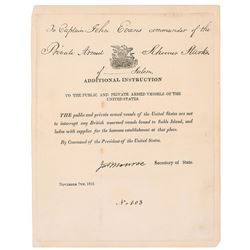 To Captain John Evans commander of the
Private Armed Schooner
of Salem
ADDITIONAL INSTRUCTION
TO THE PUBLIC AND PRIVATE ARMED VESSELS OF THE
UNITED STATES.
THE public and private armed vessels of the United States are not
to interrupt any British unarmed vessels bound to Sable Island, and
laden with supplies for the humane establishment at that place.
By Command of the President of the United States.
Jas Monroe Secretary of State.
NOVEMBER 9TH, 1812
No. 803